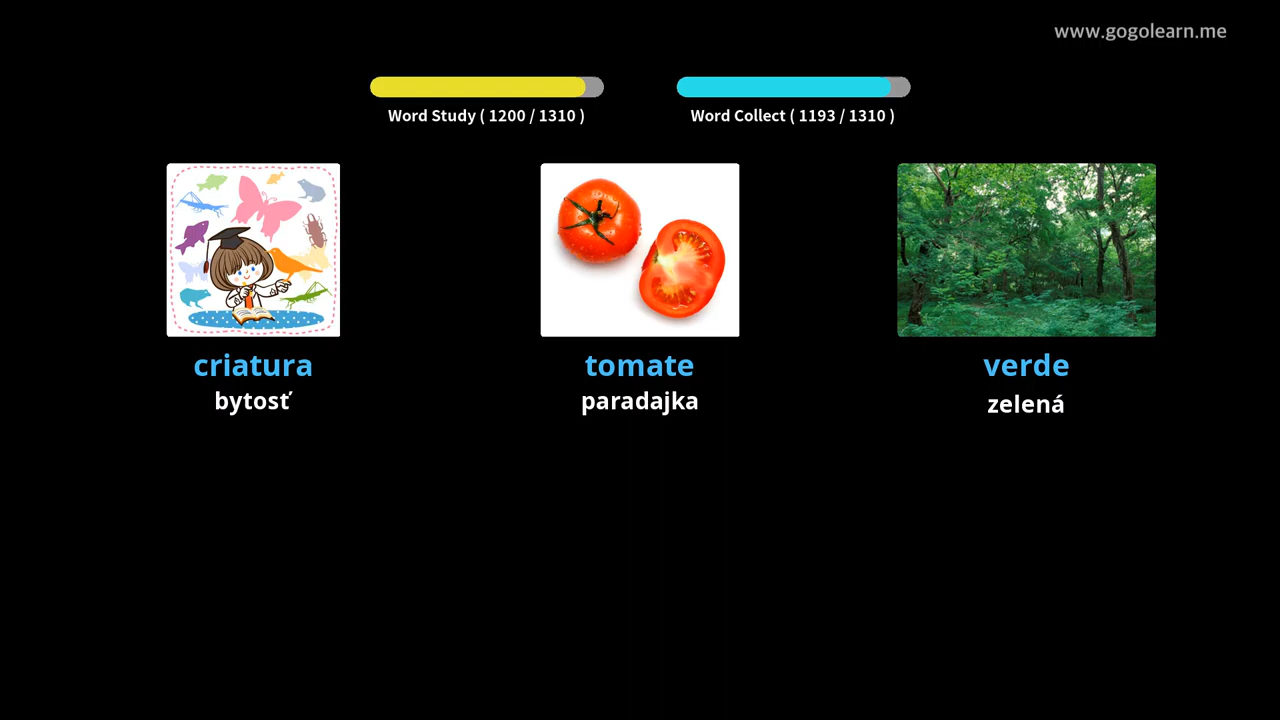 www.gogolearn.me
Word Study ( 1200 / 1310 )
Word Collect ( 1193 / 1310 )
criatura
bytosť
tomate
paradajka
verde
zelená